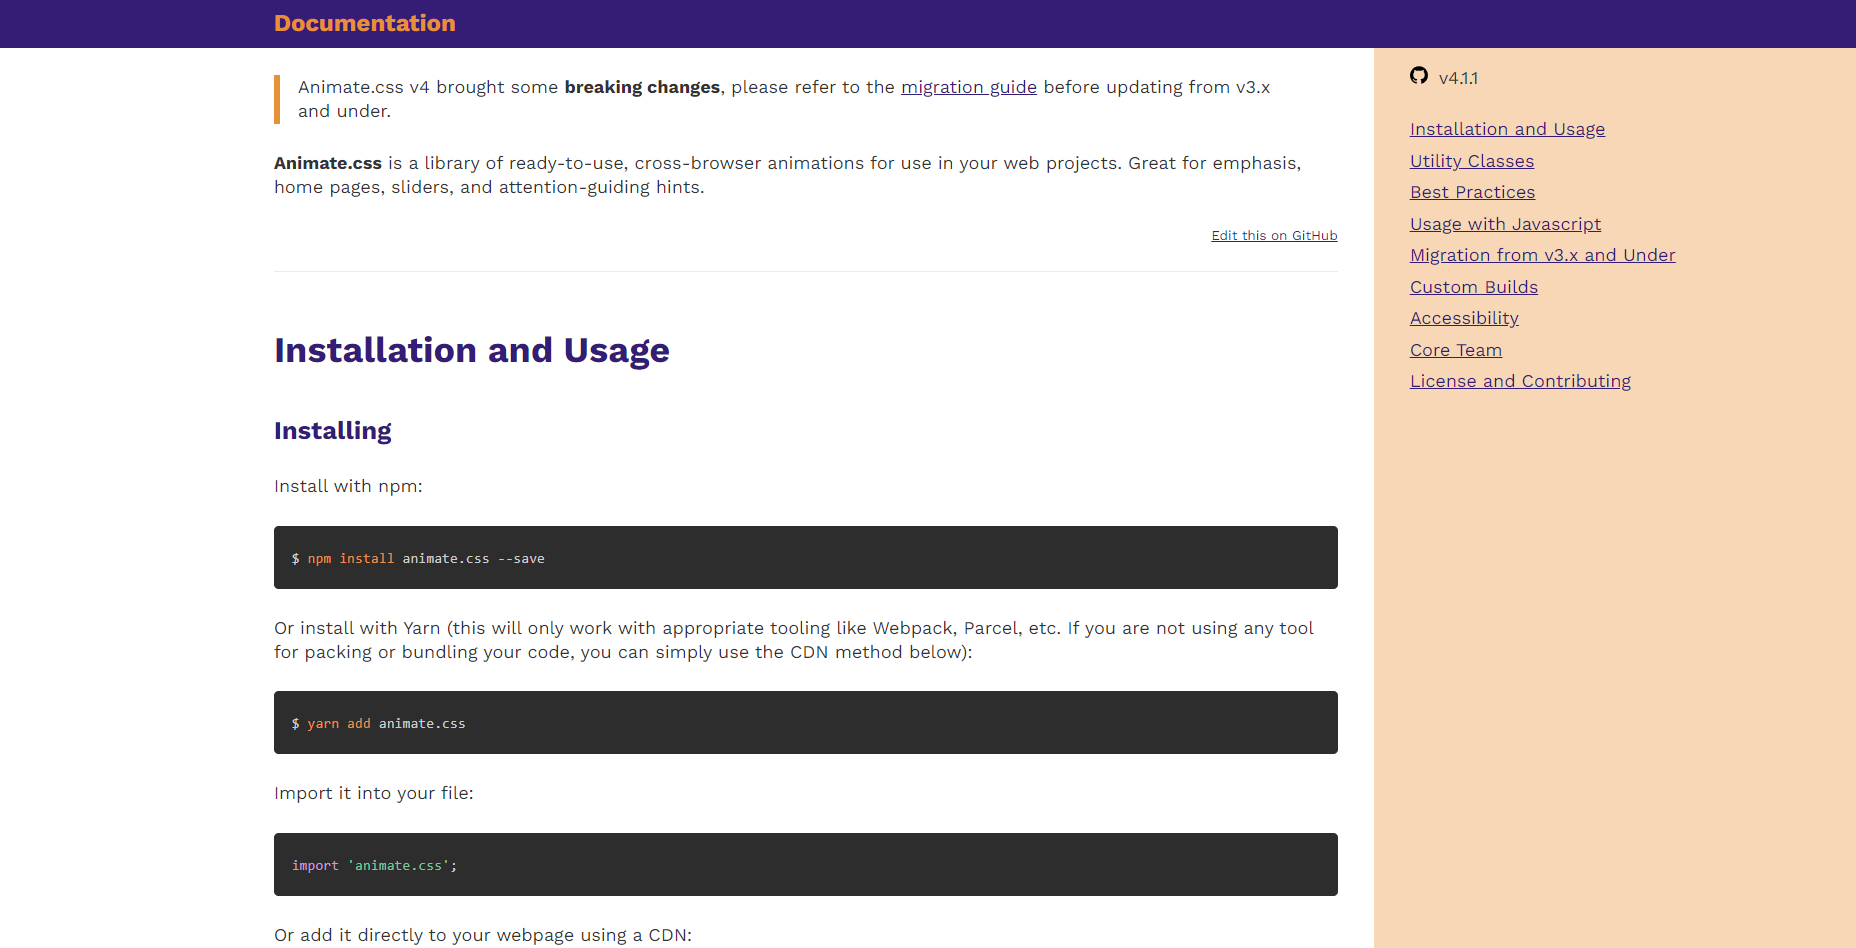 Documentation
Animate.css v4 brought some breaking changes, please refer to the migration guide before updating from v3.x
and under.
Animate.css is a library of ready-to-use, cross-browser animations for use in your web projects. Great for emphasis,
home pages, sliders, and attention-guiding hints.
Edit this on GitHub
Installation and Usage
Installing
Install with npm:
$ npm install animate.css --save
Or install with Yarn (this will only work with appropriate tooling like Webpack, Parcel, etc. If you are not using any tool
for packing or bundling your code, you can simply use the CDN method below):
$ yarn add animate.css
Import it into your file:
import 'animate.css';
Or add it directly to your webpage using a CDN:
v4.1.1
Installation and Usage
Utility Classes
Best Practices
Usage with Javascript
Migration from v3.x and Under
Custom Builds
Accessibility
Core Team
License and Contributing